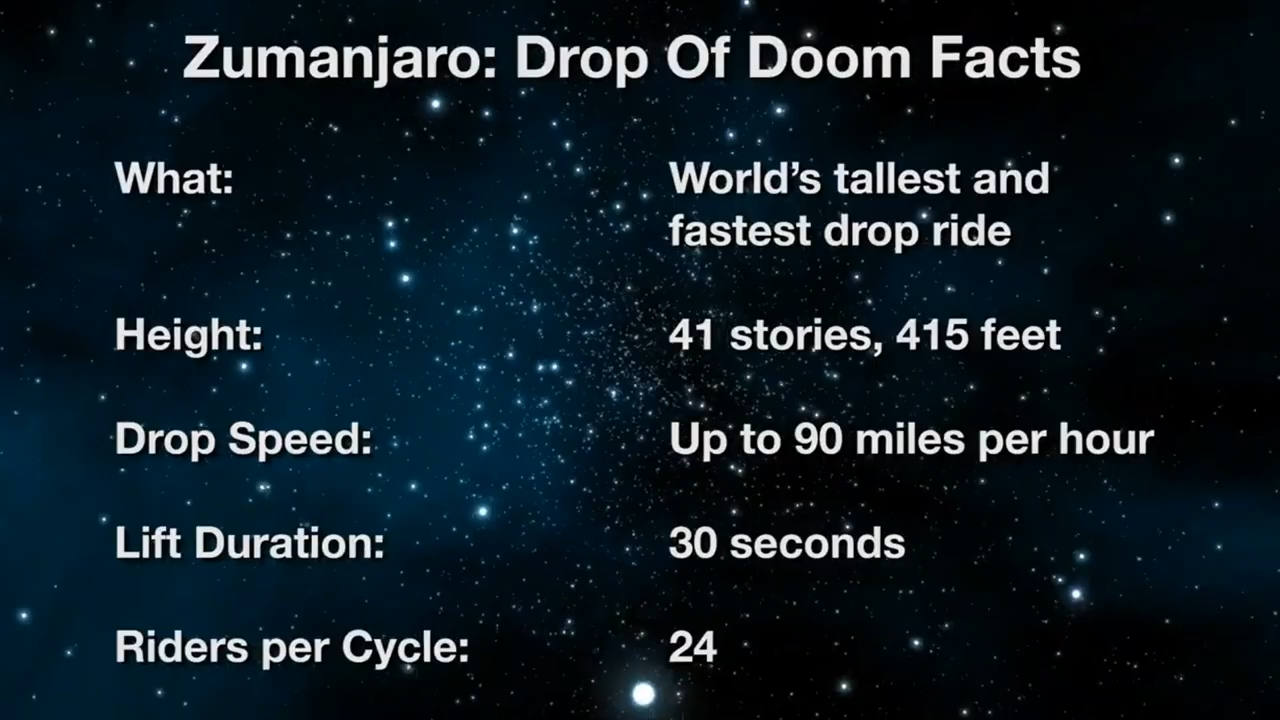 Zumanjaro: Drop Of Doom Facts
What: World’s tallest and
fastest drop ride
Height: 41 stories, 415 feet
Drop Speed: Up to 90 miles per hour
Lift Duration: 30 seconds
Riders per Cycle: 24